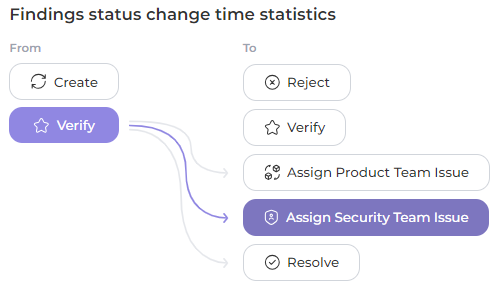 Findings status change time statistics
From
To
Create
Verify
Reject
Verify
Assign Product Team Issue
Assign Security Team Issue
Resolve